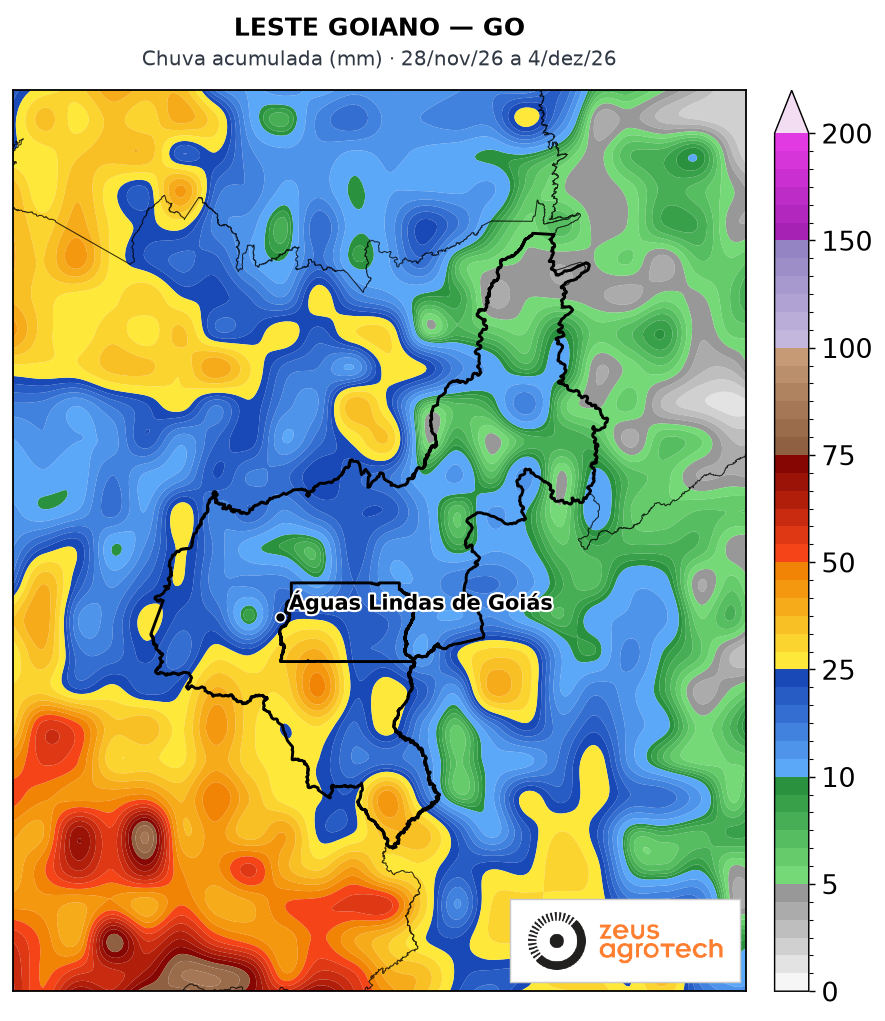 LESTE GOIANO — GO
Chuva acumulada (mm) · 28/nov/26 a 4/dez/26
200
150
100
75
50
25
10
5
0
Águas Lindas de Goiás
zeus
agrotech